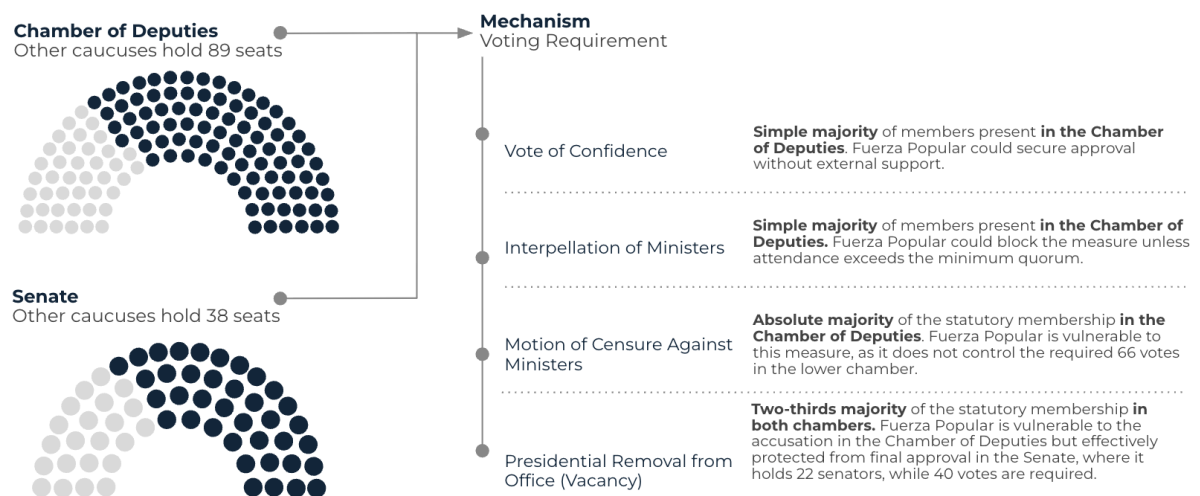 Chamber of Deputies
Other caucuses hold 89 seats
Senate
Other caucuses hold 38 seats
Mechanism
Voting Requirement
Vote of Confidence
Simple majority of members present in the Chamber
of Deputies. Fuerza Popular could secure approval
without external support.
Interpellation of Ministers
Simple majority of members present in the Chamber of
Deputies. Fuerza Popular could block the measure unless
attendance exceeds the minimum quorum.
Motion of Censure Against
Ministers
Absolute majority of the statutory membership in the
Chamber of Deputies. Fuerza Popular is vulnerable to
this measure, as it does not control the required 66 votes
in the lower chamber.
Presidential Removal from
Office (Vacancy)
Two-thirds majority of the statutory membership in
both chambers. Fuerza Popular is vulnerable to the
accusation in the Chamber of Deputies but effectively
protected from final approval in the Senate, where it
holds 22 senators, while 40 votes are required.